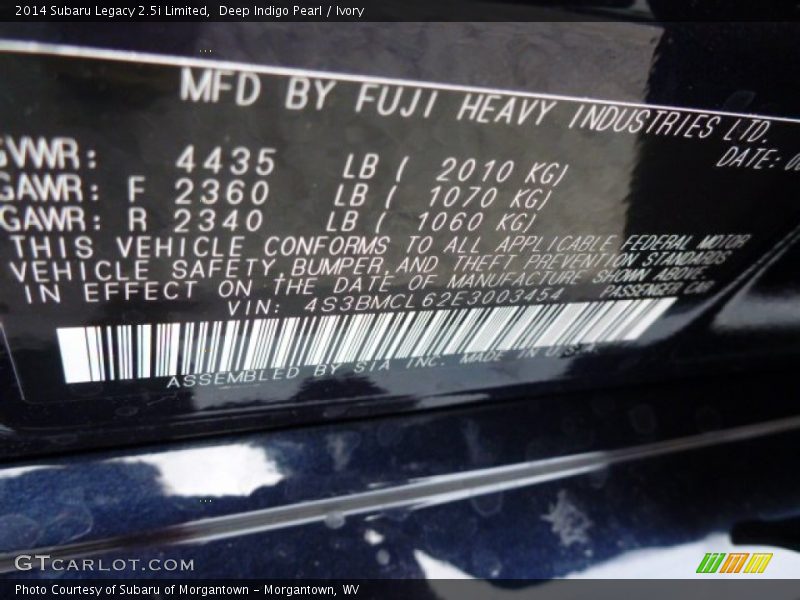 2014 Subaru Legacy 2.5i Limited,  Deep Indigo Pearl / Ivory
MFD BY FUJI HEAVY INDUSTRIES LTD.
DATE:
GVWR: 4435 LB ( 2010 KG)
GAWR: F 2360 LB ( 1070 KG)
GAWR: R 2340 LB ( 1060 KG)
THIS VEHICLE CONFORMS TO ALL APPLICABLE FEDERAL MOTOR
VEHICLE SAFETY,BUMPER,AND THEFT PREVENTION STANDARDS
IN EFFECT ON THE DATE OF MANUFACTURE SHOWN ABOVE.
VIN: 4S3BMCL62E3003454 PASSENGER CAR
ASSEMBLED BY SIA INC. MADE IN U.S.A.
GTCARLOT.COM
Photo Courtesy of Subaru of Morgantown - Morgantown, WV